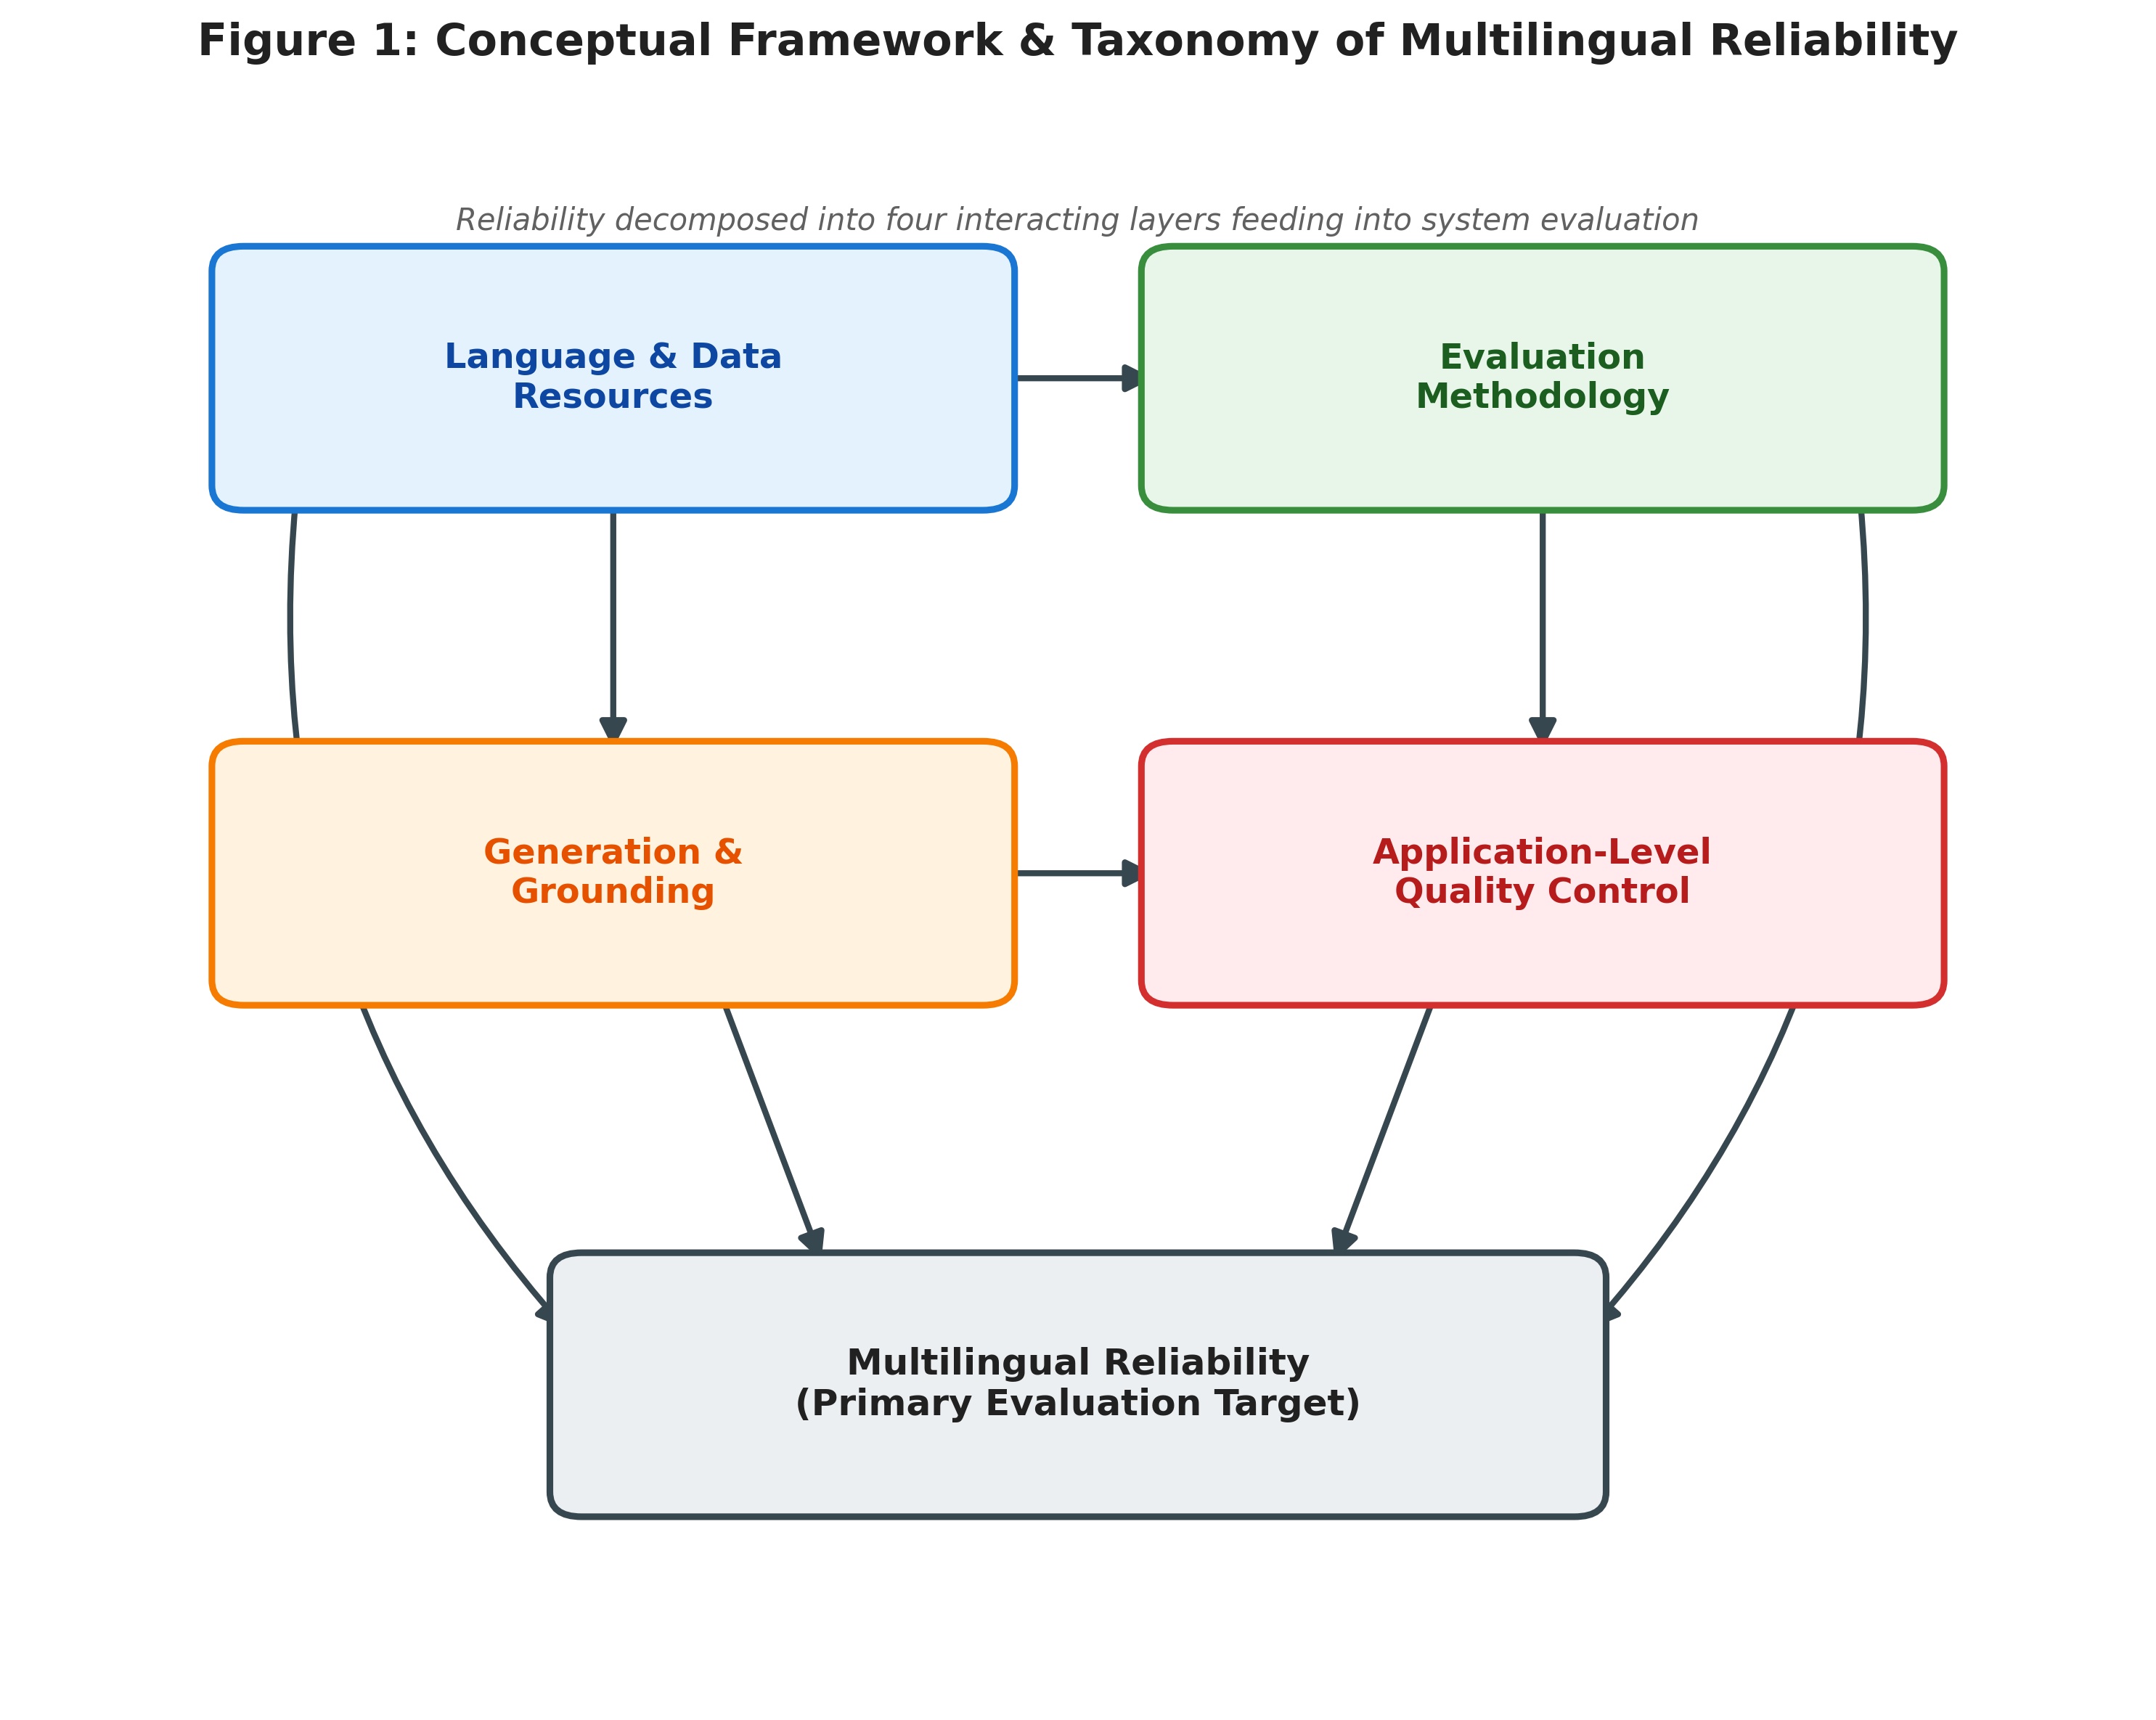 Figure 1: Conceptual Framework & Taxonomy of Multilingual Reliability
Reliability decomposed into four interacting layers feeding into system evaluation
Language & Data
Resources
Evaluation
Methodology
Generation &
Grounding
Application-Level
Quality Control
Multilingual Reliability
(Primary Evaluation Target)